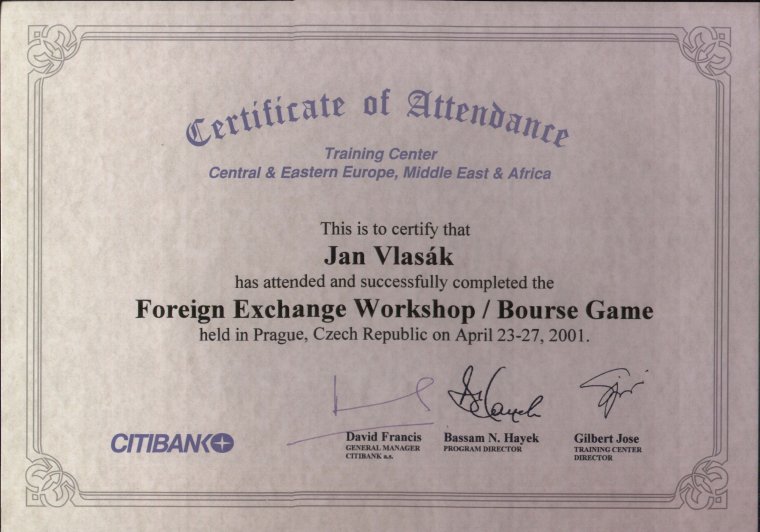 Certificate of Attendance
Training Center
Central & Eastern Europe, Middle East & Africa
This is to certify that
Jan Vlasák
has attended and successfully completed the
Foreign Exchange Workshop / Bourse Game
held in Prague, Czech Republic on April 23-27, 2001.
CITIBANK
David Francis
GENERAL MANAGER
CITIBANK a.s.
Bassam N. Hayek
PROGRAM DIRECTOR
Gilbert Jose
TRAINING CENTER
DIRECTOR